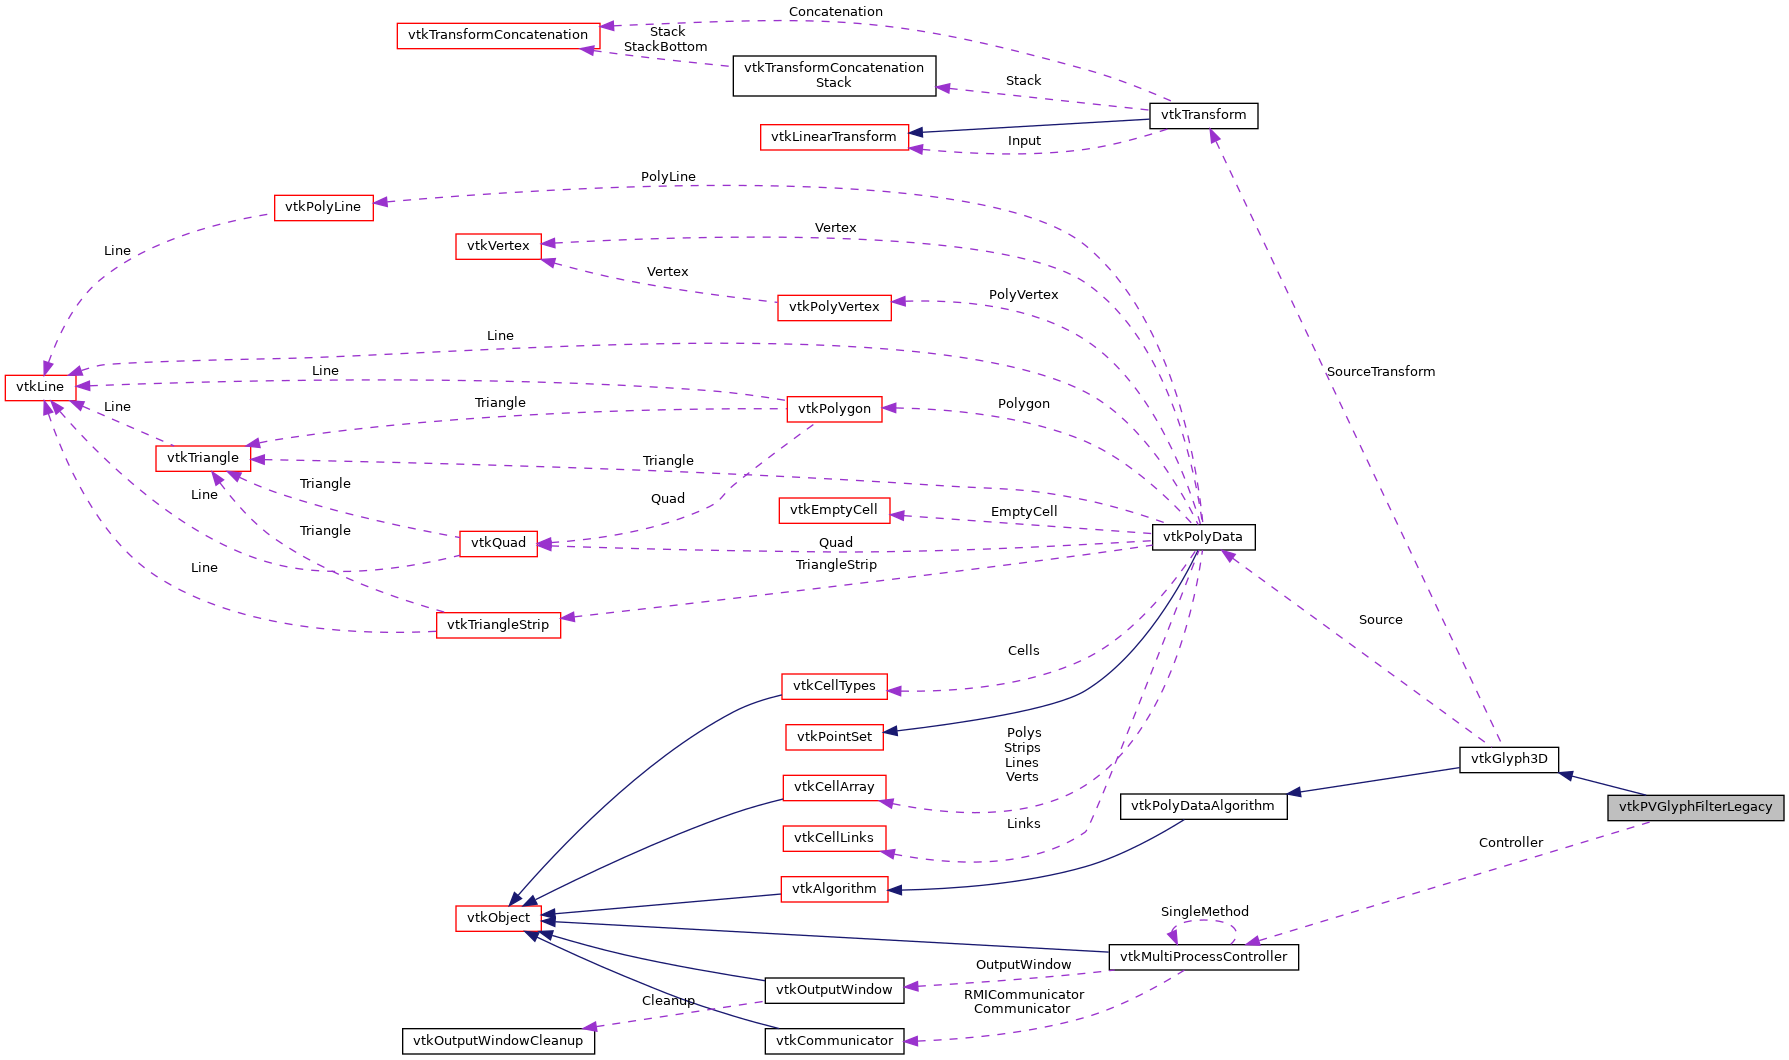 Concatenation
vtkTransformConcatenation
Stack
StackBottom
vtkTransformConcatenation
Stack
Stack
vtkTransform
vtkLinearTransform
Input
PolyLine
vtkPolyLine
Vertex
vtkVertex
Line
Vertex
PolyVertex
vtkPolyVertex
Line
Line
SourceTransform
vtkLine
Line
Triangle
vtkPolygon
Polygon
vtkTriangle
Triangle
Triangle
Line
Quad
vtkEmptyCell
EmptyCell
Triangle
vtkQuad
Quad
vtkPolyData
Line
TriangleStrip
vtkTriangleStrip
Source
Cells
vtkCellTypes
vtkPointSet
Polys
Strips
Lines
Verts
vtkGlyph3D
vtkCellArray
vtkPolyDataAlgorithm
vtkPVGlyphFilterLegacy
vtkCellLinks
Links
Controller
vtkAlgorithm
vtkObject
SingleMethod
vtkMultiProcessController
OutputWindow
vtkOutputWindow
RMICommunicator
Communicator
Cleanup
vtkOutputWindowCleanup
vtkCommunicator